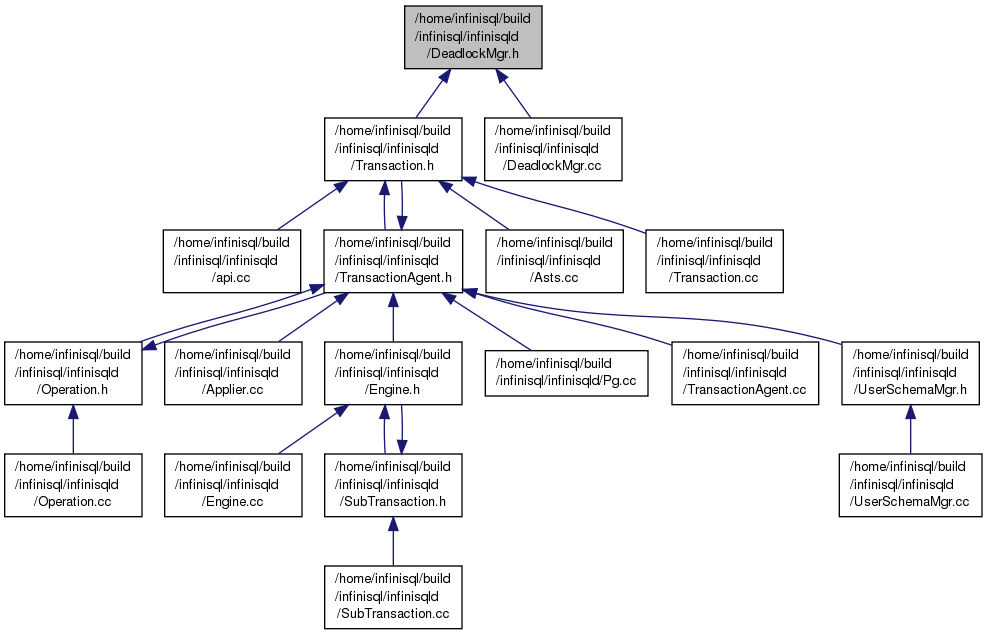 /home/infinisql/build
/infinisql/infinisqld
/DeadlockMgr.h
/home/infinisql/build
/infinisql/infinisqld
/Transaction.h
/home/infinisql/build
/infinisql/infinisqld
/DeadlockMgr.cc
/home/infinisql/build
/infinisql/infinisqld
/api.cc
/home/infinisql/build
/infinisql/infinisqld
/TransactionAgent.h
/home/infinisql/build
/infinisql/infinisqld
/Asts.cc
/home/infinisql/build
/infinisql/infinisqld
/Transaction.cc
/home/infinisql/build
/infinisql/infinisqld
/Operation.h
/home/infinisql/build
/infinisql/infinisqld
/Applier.cc
/home/infinisql/build
/infinisql/infinisqld
/Engine.h
/home/infinisql/build
/infinisql/infinisqld/Pg.cc
/home/infinisql/build
/infinisql/infinisqld
/TransactionAgent.cc
/home/infinisql/build
/infinisql/infinisqld
/UserSchemaMgr.h
/home/infinisql/build
/infinisql/infinisqld
/Operation.cc
/home/infinisql/build
/infinisql/infinisqld
/Engine.cc
/home/infinisql/build
/infinisql/infinisqld
/SubTransaction.h
/home/infinisql/build
/infinisql/infinisqld
/UserSchemaMgr.cc
/home/infinisql/build
/infinisql/infinisqld
/SubTransaction.cc